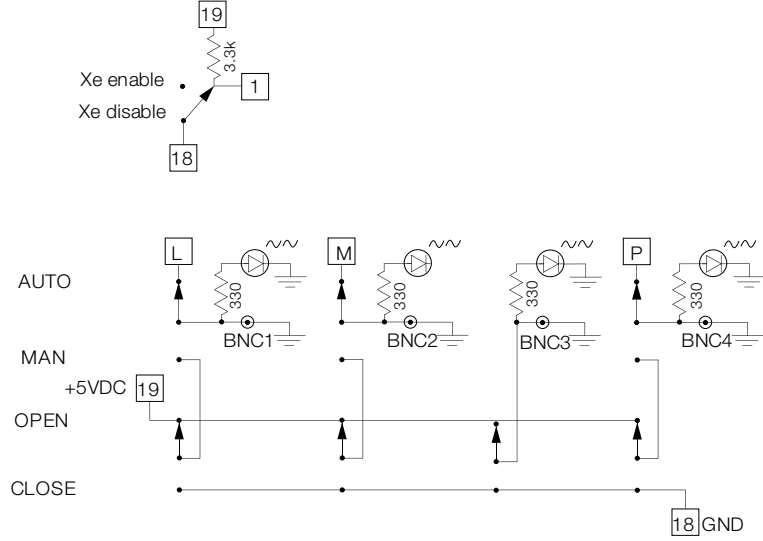 19
3.3k
Xe enable
1
Xe disable
18
L
M
P
AUTO
330
330
330
330
BNC1
BNC2
BNC3
BNC4
MAN
+5VDC 19
OPEN
CLOSE
18 GND